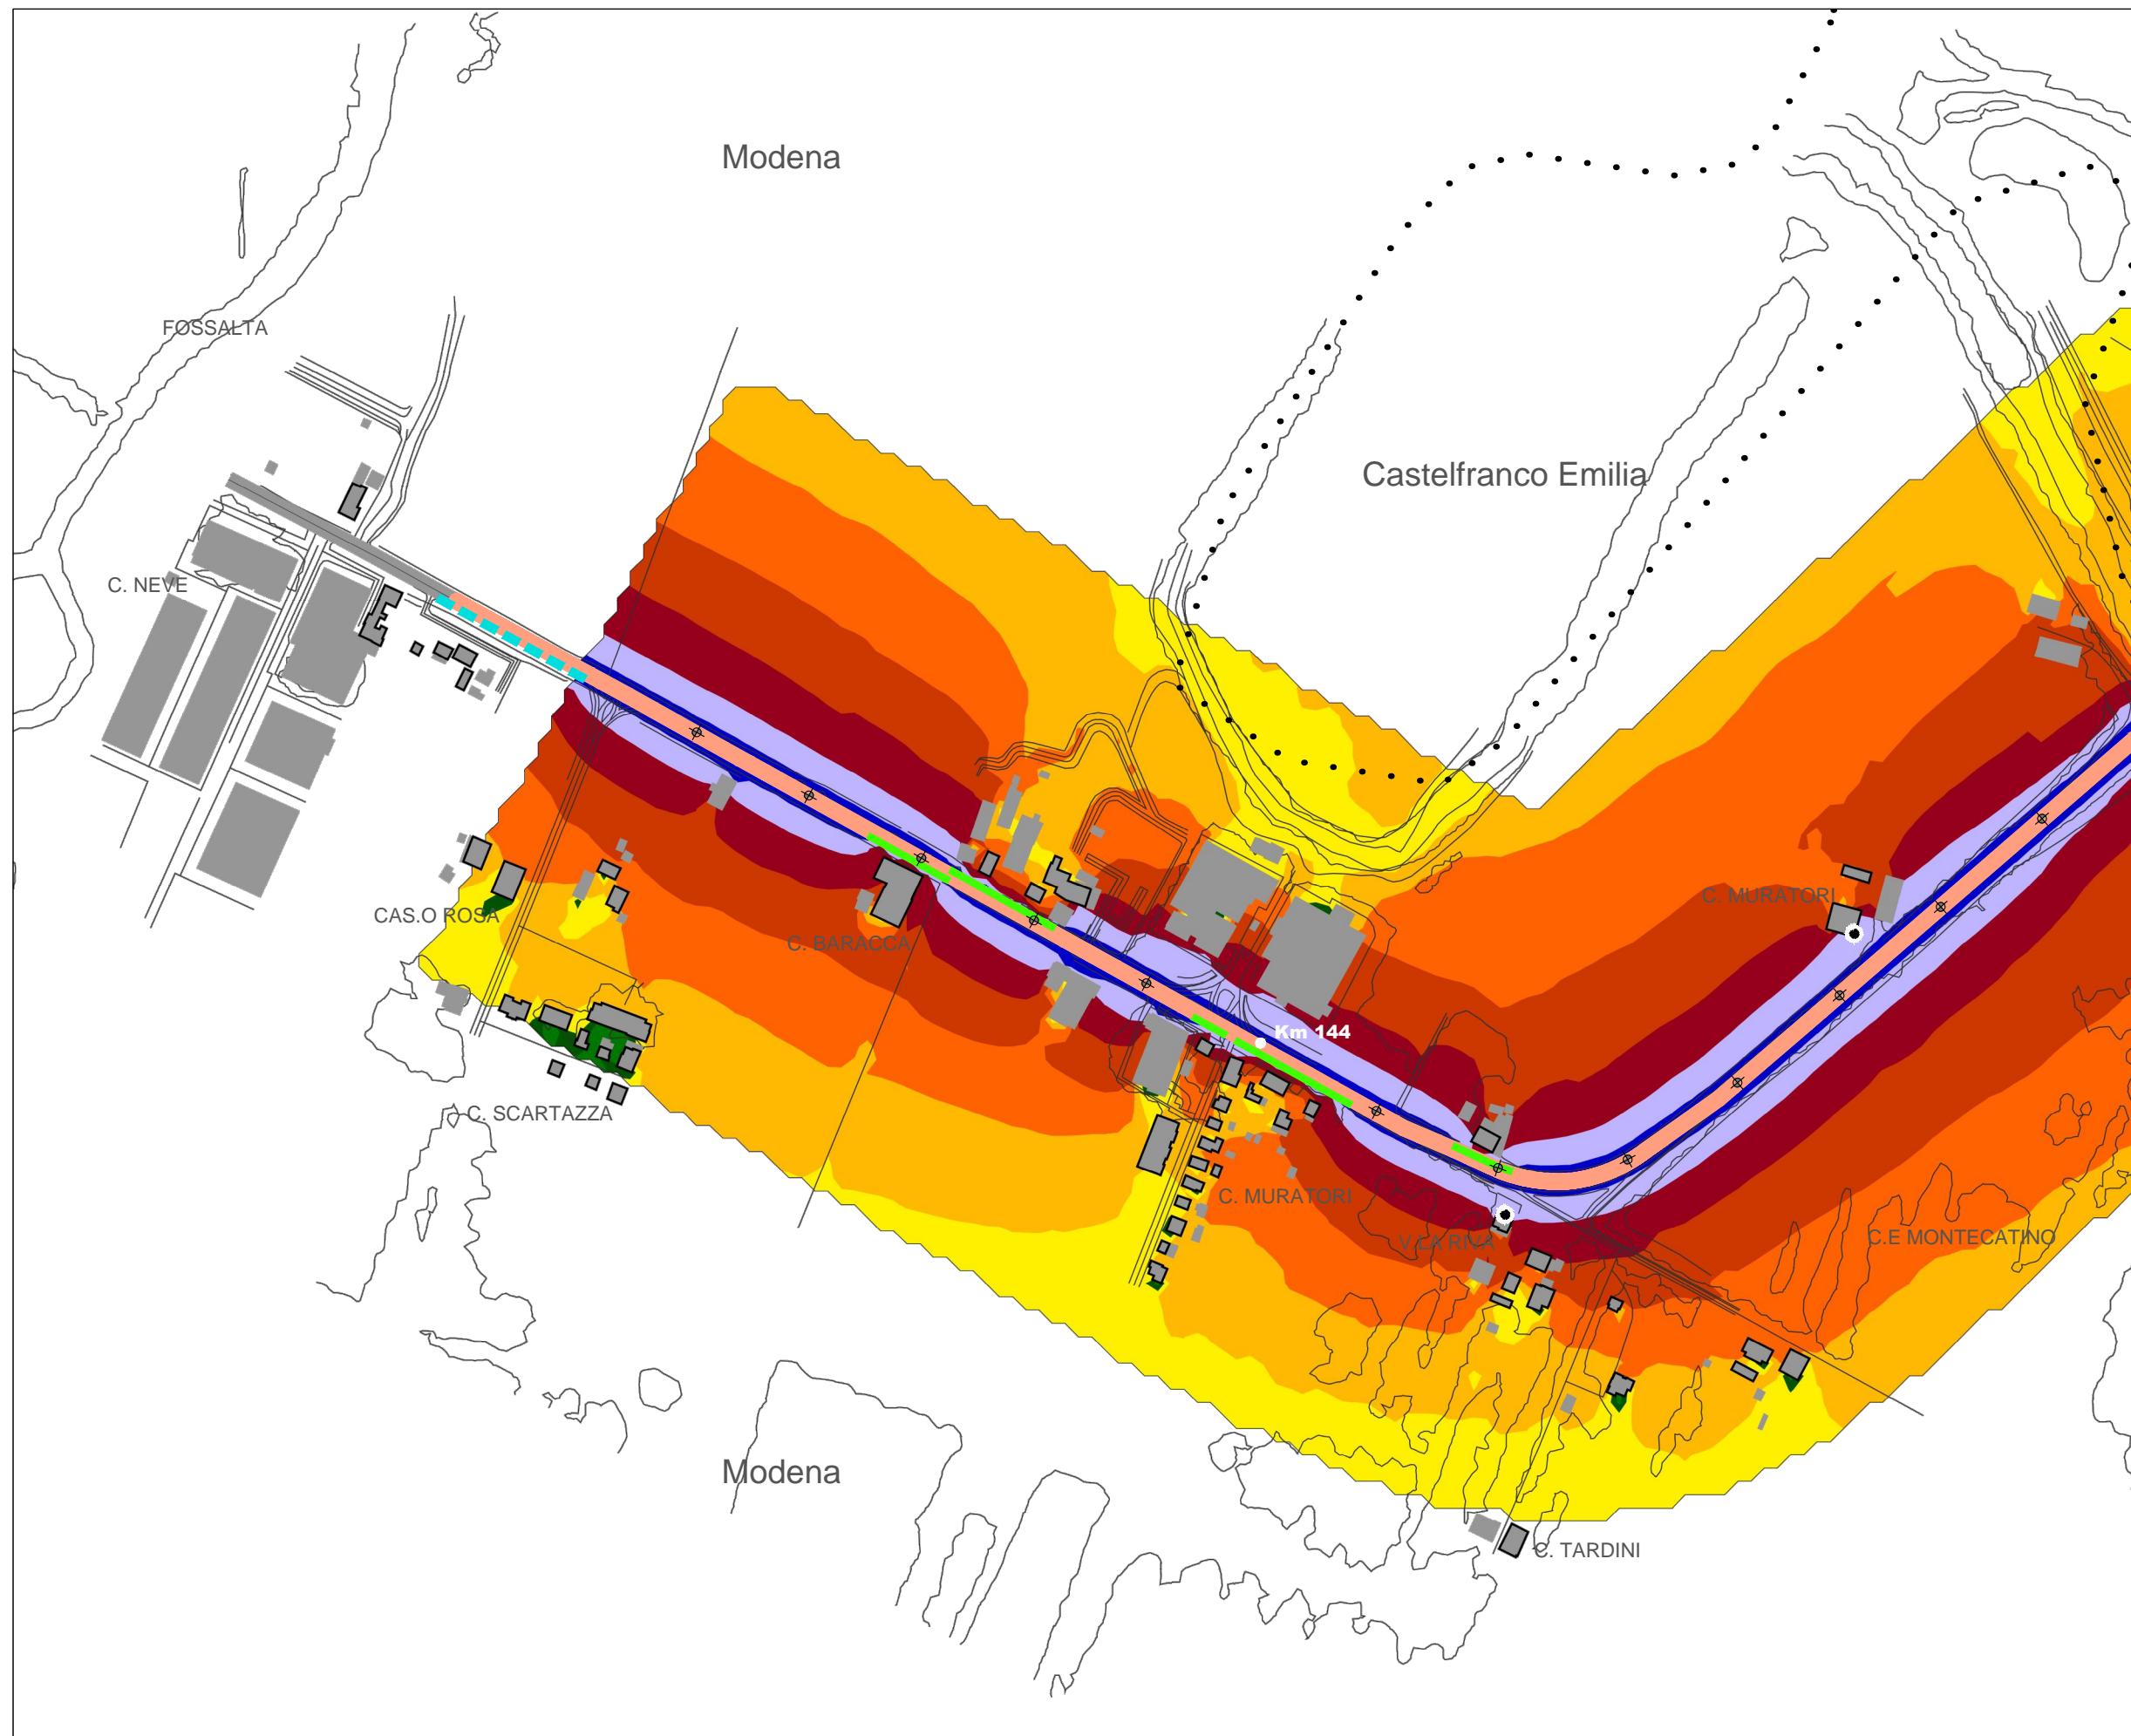 Modena
FOSSALTA
Castelfranco Emilia
C. NEVE
C. MURATORI
CAS.O ROSA
C. BARACCA
Km 144
C. SCARTAZZA
C. MURATORI
V.LA RIVA
C.E MONTECATINO
Modena
C. TARDINI